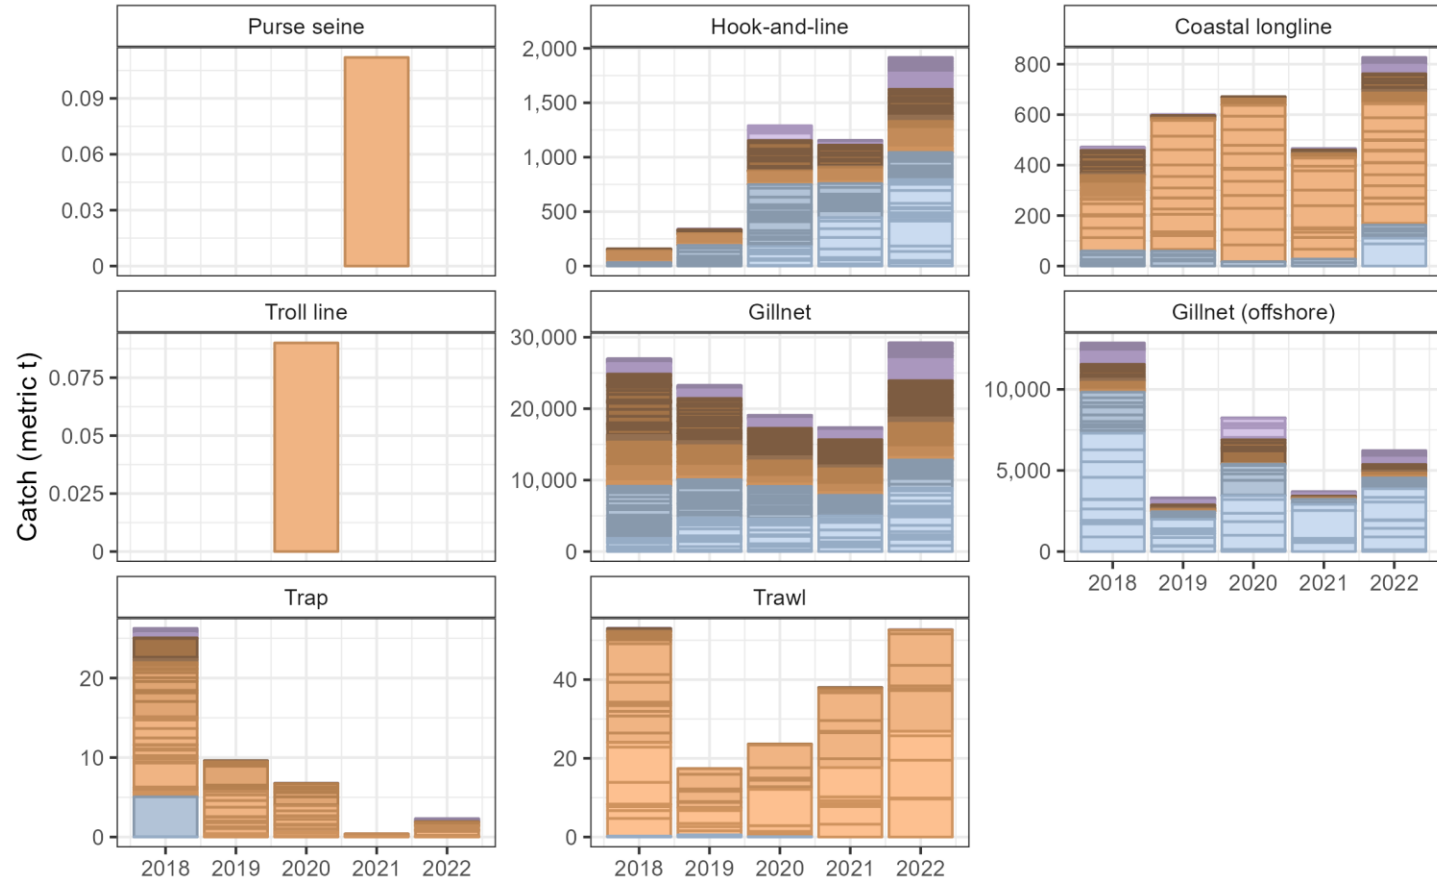 Purse seine
Hook-and-line
Coastal longline
0.09
0.06
0.03
0
2,000
1,500
1,000
500
0
800
600
400
200
0
Troll line
Gillnet
Gillnet (offshore)
Catch (metric t)
0.075
0.05
0.025
0
30,000
20,000
10,000
0
10,000
5,000
0
2018 2019 2020 2021 2022
Trap
Trawl
20
10
0
40
20
0
2018 2019 2020 2021 2022
2018 2019 2020 2021 2022